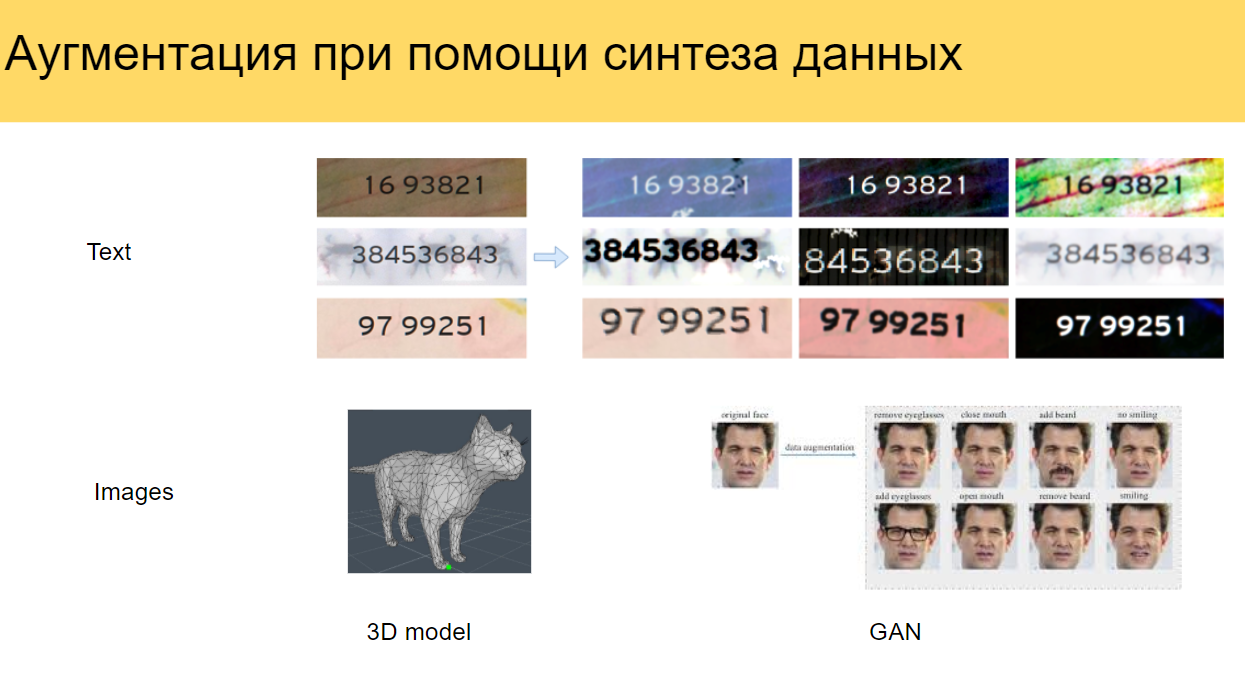 Аугментация при помощи синтеза данных
Text
16 93821
16 93821
16 93821
16 93821
384536843
384536843
84536843
384536843
97 99251
97 99251
97 99251
97 99251
Images
original face
data augmentation
remove eyeglasses
close mouth
add beard
no smiling
add eyeglasses
open mouth
remove beard
smiling
3D model
GAN